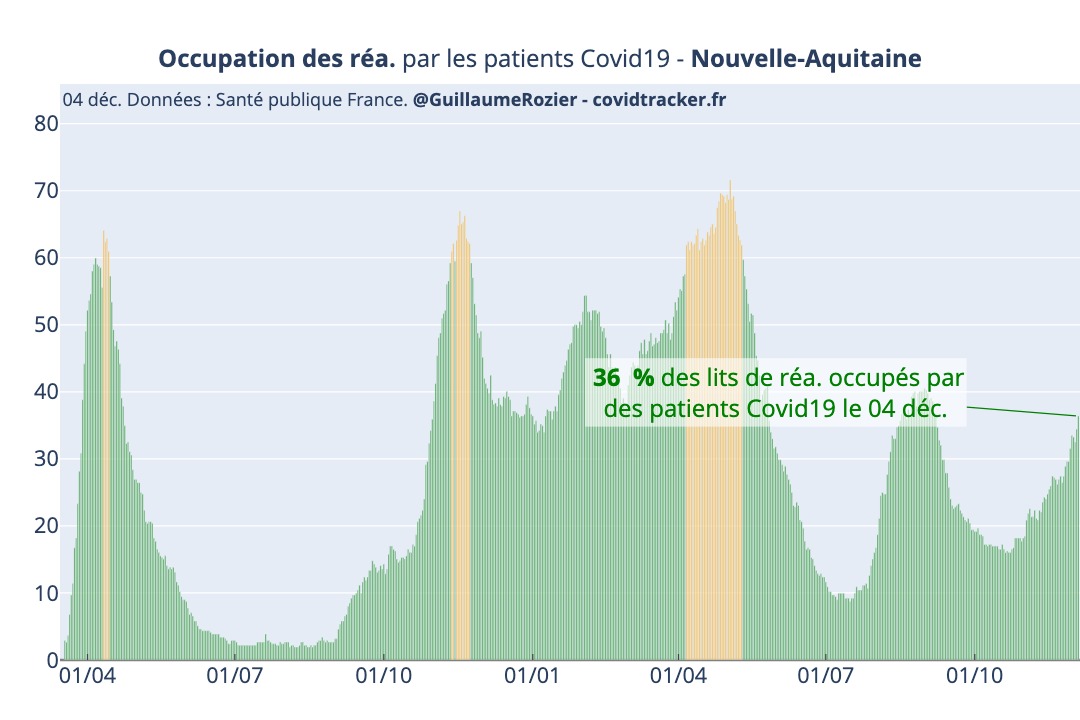 Occupation des réa. par les patients Covid19 - Nouvelle-Aquitaine
04 déc. Données : Santé publique France. @GuillaumeRozier - covidtracker.fr
80
70
60
50
40
30
20
10
0
36 % des lits de réa. occupés par
des patients Covid19 le 04 déc.
01/04 01/07 01/10 01/01 01/04 01/07 01/10